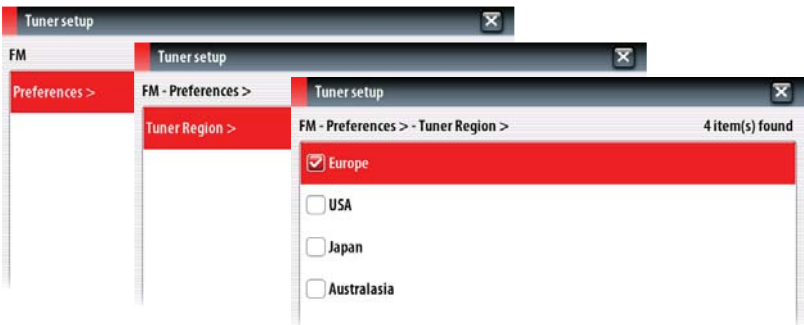 Tuner setup
FM
Preferences >
Tuner setup
FM - Preferences >
Tuner Region >
Tuner setup
FM - Preferences > - Tuner Region > 4 item(s) found
Europe
USA
Japan
Australasia